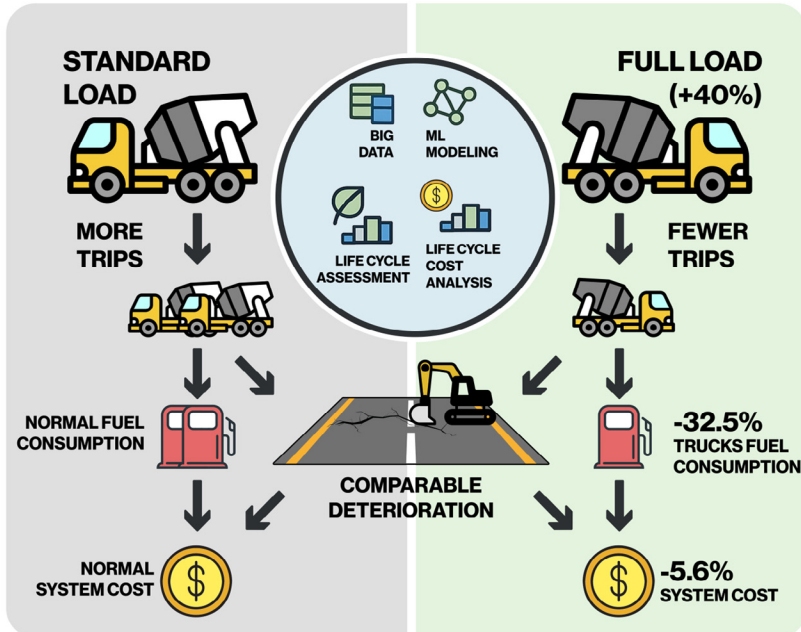 STANDARD
LOAD
FULL LOAD
(+40%)
BIG
DATA
ML
MODELING
LIFE CYCLE
ASSESSMENT
$
LIFE CYCLE
COST
ANALYSIS
MORE
TRIPS
FEWER
TRIPS
NORMAL FUEL
CONSUMPTION
-32.5%
TRUCKS FUEL
CONSUMPTION
COMPARABLE
DETERIORATION
NORMAL
SYSTEM COST
$
$
-5.6%
SYSTEM COST